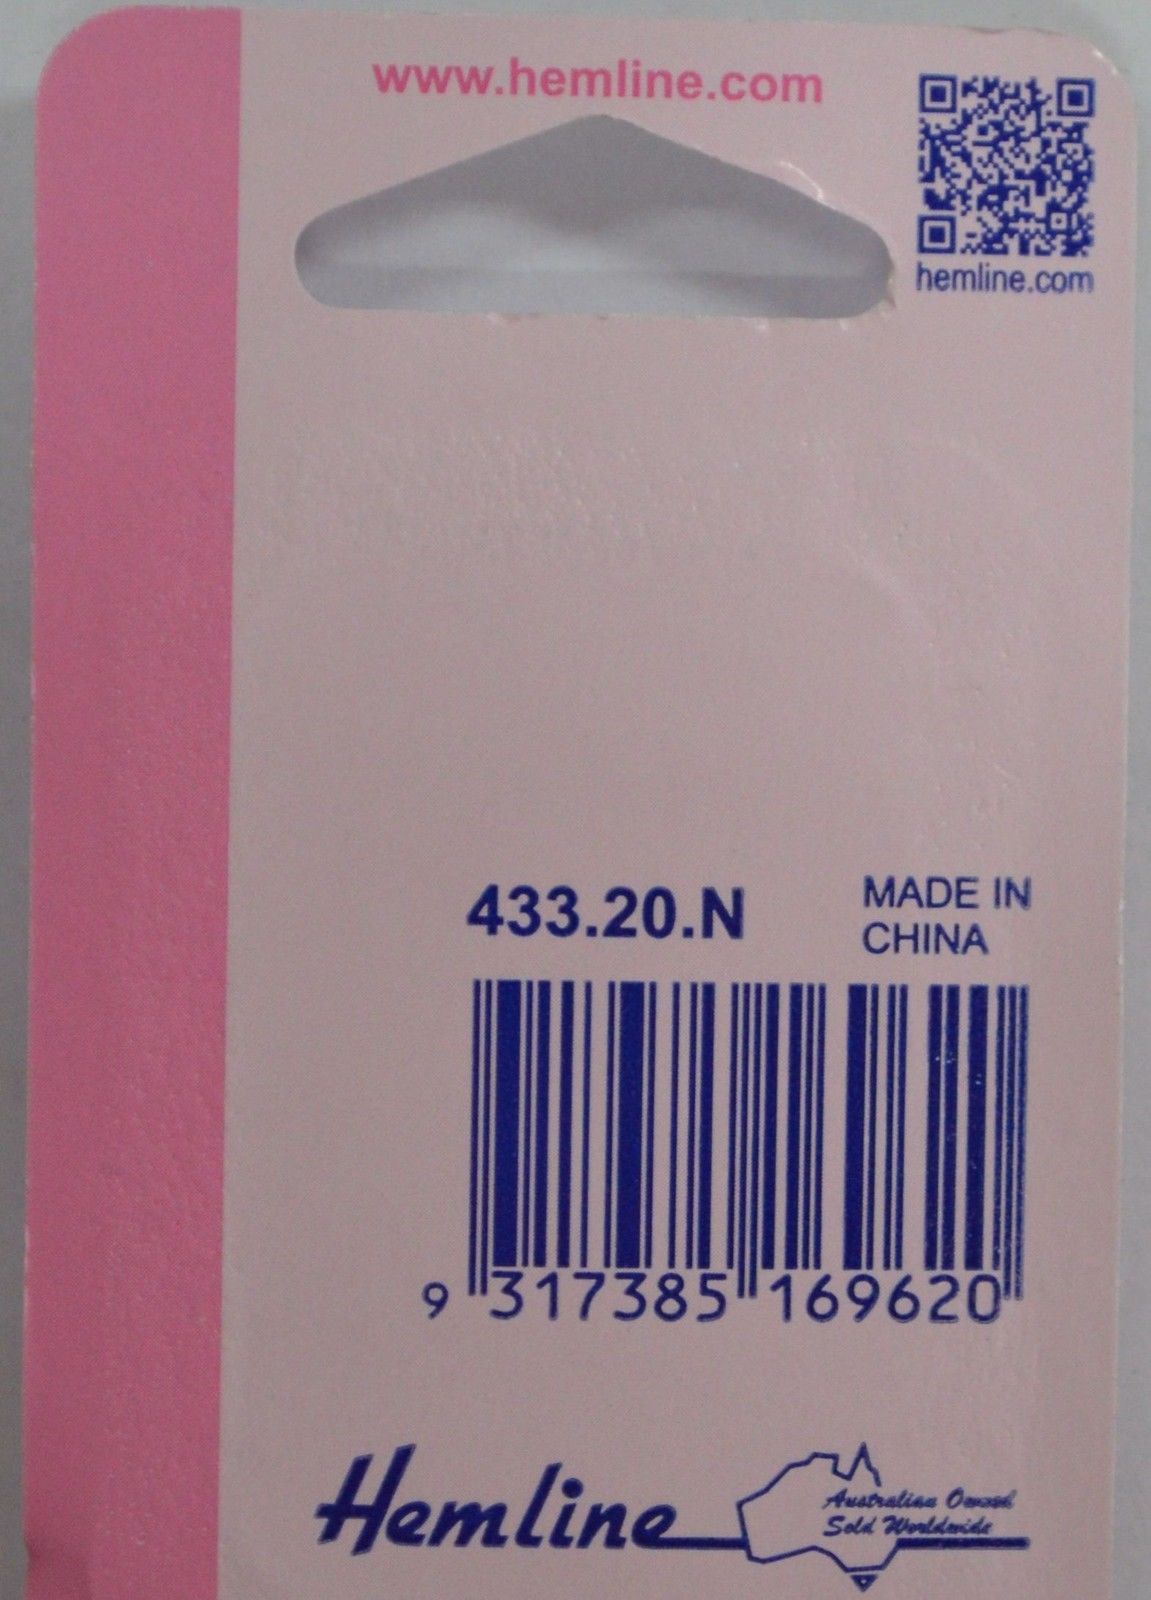 www.hemline.com
hemline.com
433.20.N
MADE IN
CHINA
9 317385 169620
Hemline
Australian Owned
Sold Worldwide